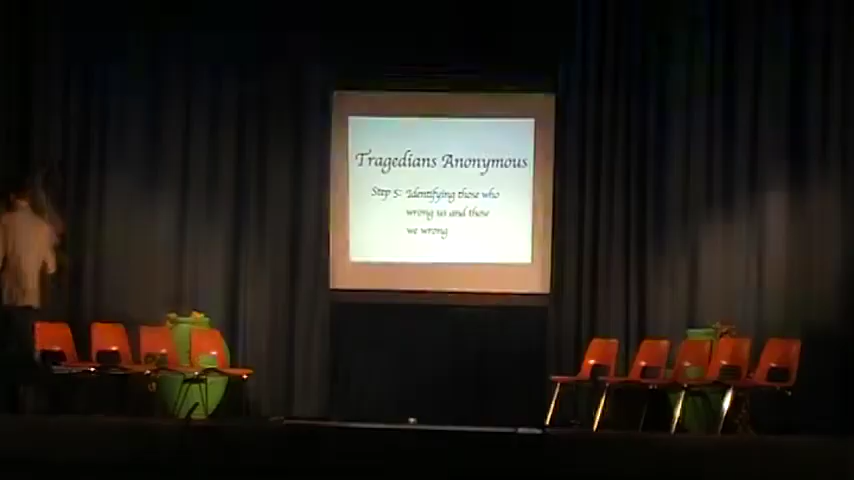 Tragedians Anonymous
Step 5: Identifying those who
wrong us and those
we wrong